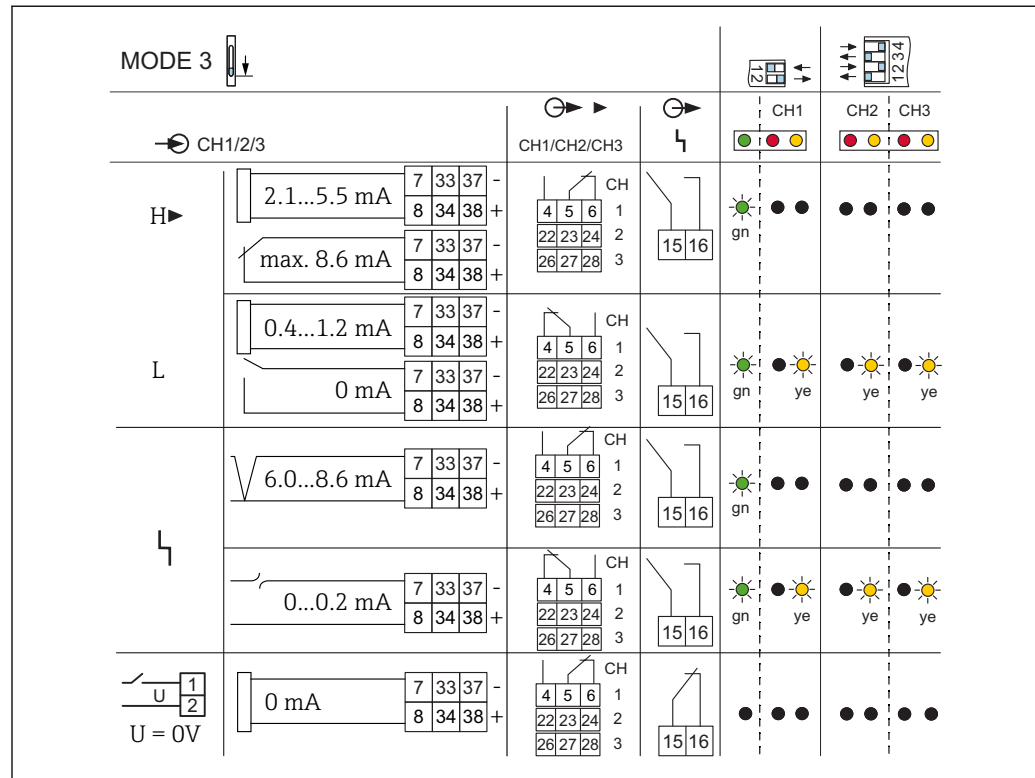 MODE 3
12
1234
CH1
CH2 CH3
CH1/2/3
CH1/CH2/CH3
H
2.1...5.5 mA
7 33 37 -
8 34 38 +
max. 8.6 mA
7 33 37 -
8 34 38 +
CH
4 5 6 1
22 23 24 2
26 27 28 3
15 16
gn
L
0.4...1.2 mA
7 33 37 -
8 34 38 +
0 mA
7 33 37 -
8 34 38 +
CH
4 5 6 1
22 23 24 2
26 27 28 3
15 16
gn ye ye ye
6.0...8.6 mA
7 33 37 -
8 34 38 +
CH
4 5 6 1
22 23 24 2
26 27 28 3
15 16
gn
0...0.2 mA
7 33 37 -
8 34 38 +
CH
4 5 6 1
22 23 24 2
26 27 28 3
15 16
gn ye ye ye
U 1
2
U = 0V
0 mA
7 33 37 -
8 34 38 +
CH
4 5 6 1
22 23 24 2
26 27 28 3
15 16